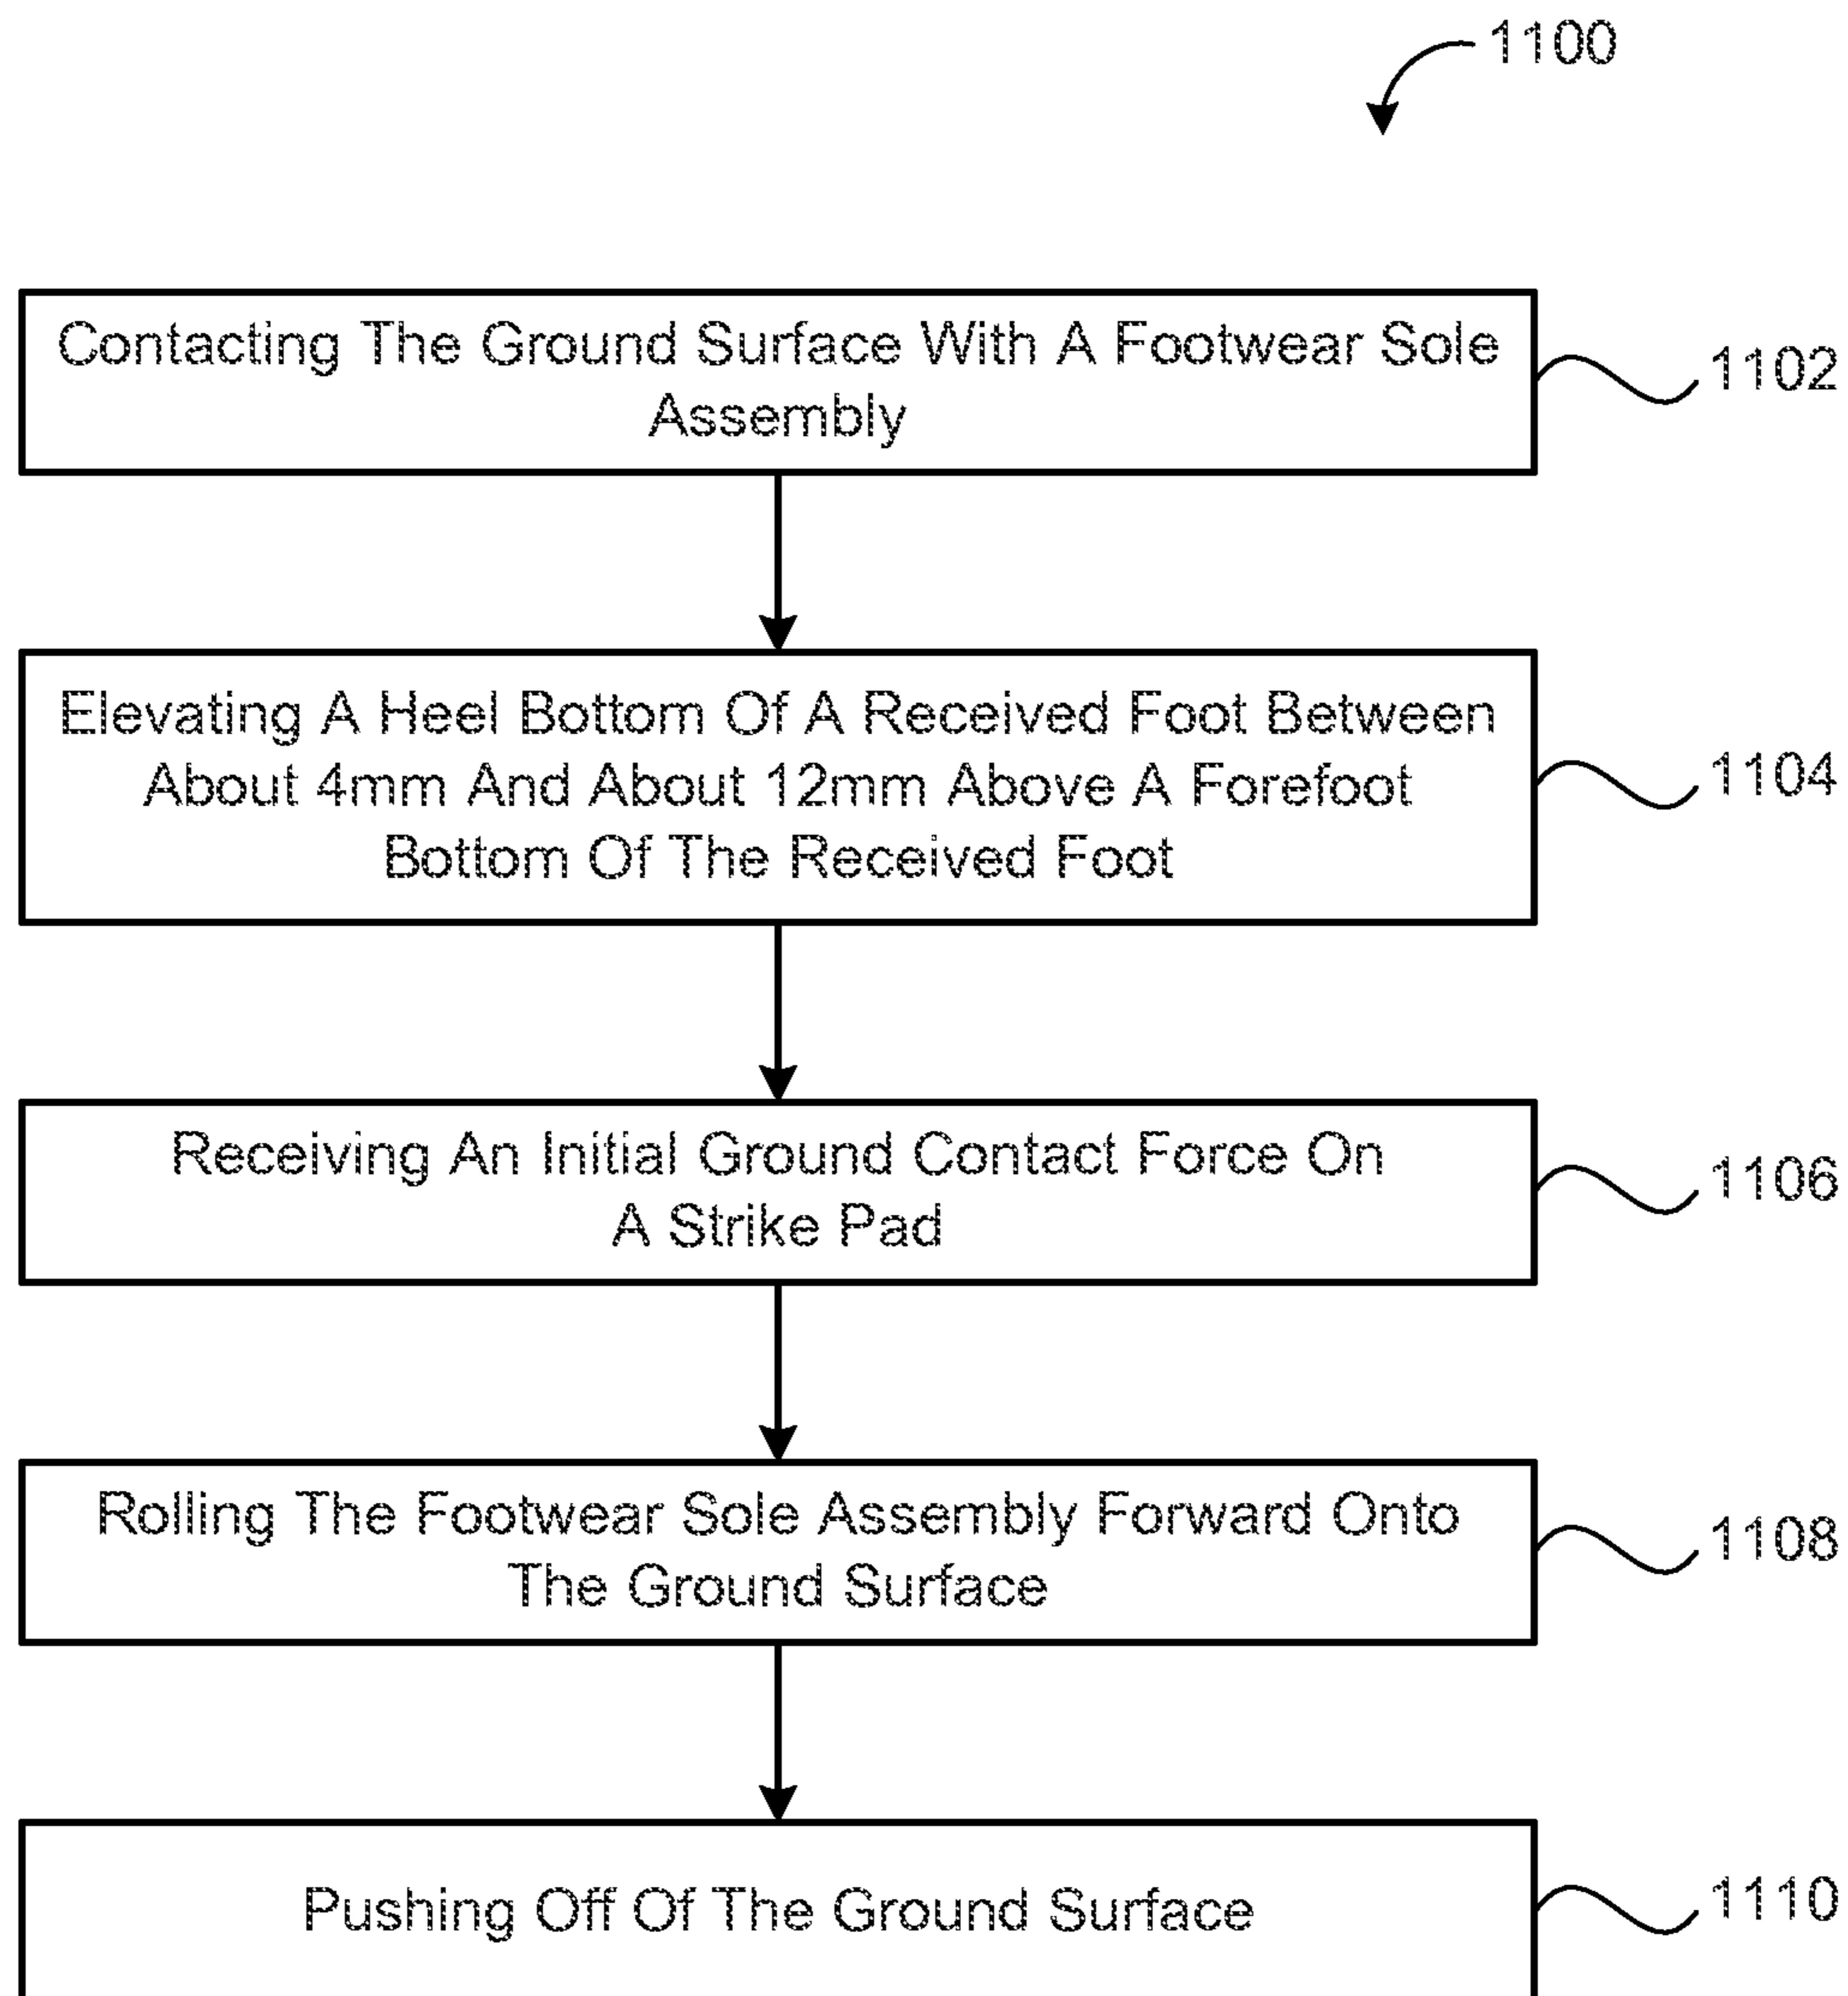 1100
Contacting The Ground Surface With A Footwear Sole
Assembly
1102
Elevating A Heel Bottom Of A Received Foot Between
About 4mm And About 12mm Above A Forefoot
Bottom Of The Received Foot
1104
Receiving An Initial Ground Contact Force On
A Strike Pad
1106
Rolling The Footwear Sole Assembly Forward Onto
The Ground Surface
1108
Pushing Off Of The Ground Surface
1110